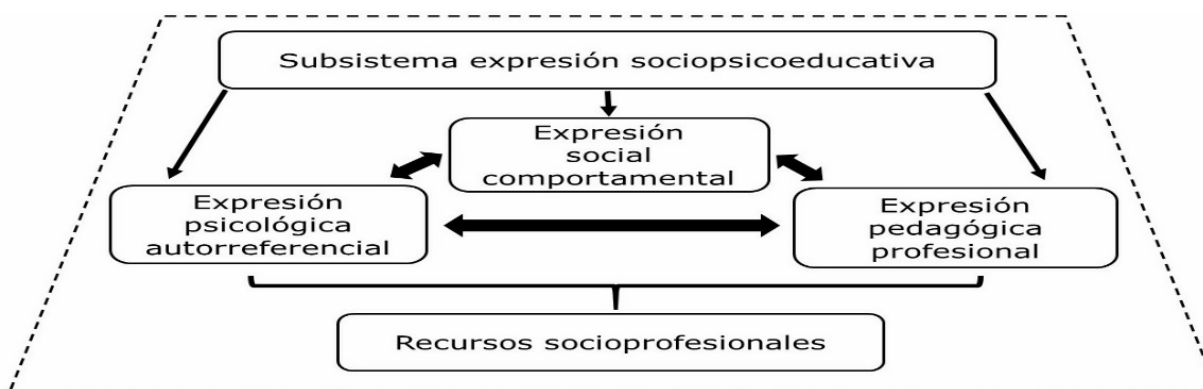 Subsistema expresión sociopsicoeducativa
Expresión
social
comportamental
Expresión
psicológica
autorreferencial
Expresión
pedagógica
profesional
Recursos socioprofesionales